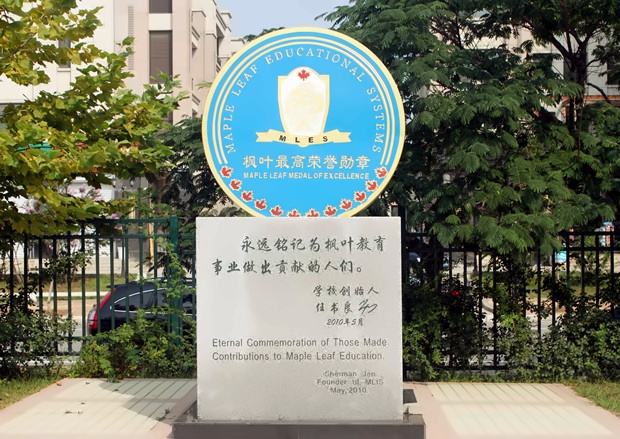 MAPLE LEAF EDUCATIONAL SYSTEMS
MLES
枫叶最高荣誉勋章
MAPLE LEAF MEDAL OF EXCELLENCE
永远铭记为枫叶教育
事业做出贡献的人们。
学校创始人
任书良
2010年5月
Eternal Commemoration of Those Made
Contributions to Maple Leaf Education.
Sherman Jen
Founder of MLIS
May, 2010